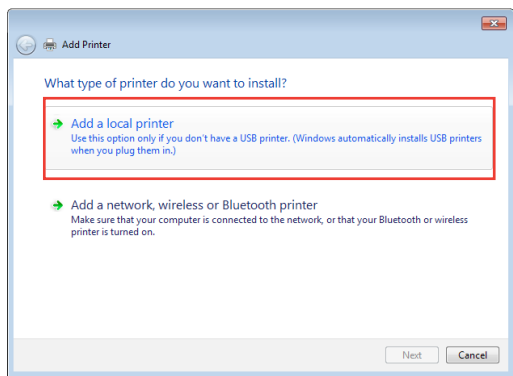 Add Printer
What type of printer do you want to install?
Add a local printer
Use this option only if you don't have a USB printer. (Windows automatically installs USB printers
when you plug them in.)
Add a network, wireless or Bluetooth printer
Make sure that your computer is connected to the network, or that your Bluetooth or wireless
printer is turned on.
Next Cancel